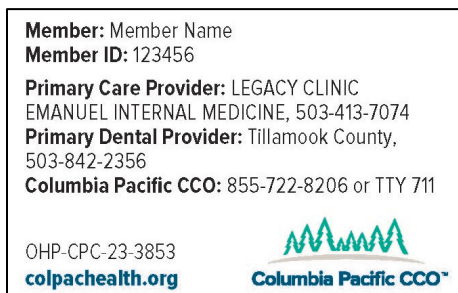 Member: Member Name
Member ID: 123456
Primary Care Provider: LEGACY CLINIC
EMANUEL INTERNAL MEDICINE, 503-413-7074
Primary Dental Provider: Tillamook County,
503-842-2356
Columbia Pacific CCO: 855-722-8206 or TTY 711
OHP-CPC-23-3853
colpachealth.org
Columbia Pacific CCO™